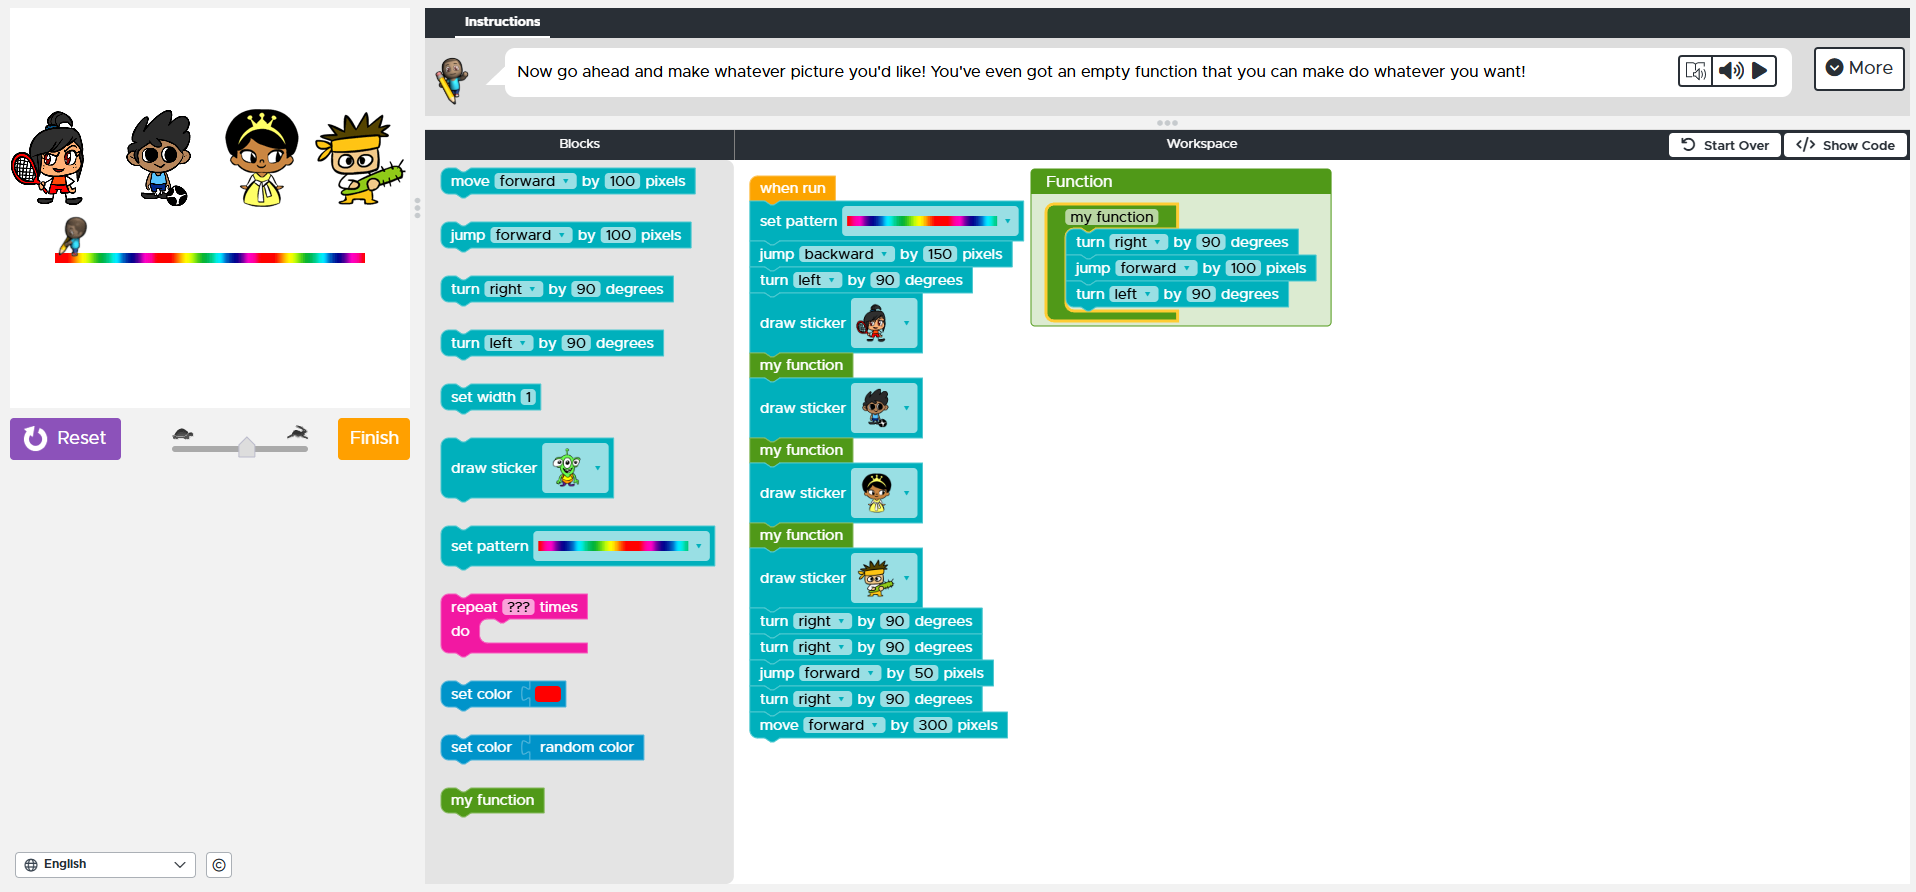 Instructions
Now go ahead and make whatever picture you'd like! You've even got an empty function that you can make do whatever you want!
More
Blocks
Workspace
Start Over
</> Show Code
move forward by 100 pixels
jump forward by 100 pixels
turn right by 90 degrees
turn left by 90 degrees
set width 1
draw sticker
set pattern
repeat ??? times
do
set color
set color random color
my function
when run
set pattern
jump backward by 150 pixels
turn left by 90 degrees
draw sticker
my function
draw sticker
my function
draw sticker
my function
draw sticker
turn right by 90 degrees
turn right by 90 degrees
jump forward by 50 pixels
turn right by 90 degrees
move forward by 300 pixels
Function
my function
turn right by 90 degrees
jump forward by 100 pixels
turn left by 90 degrees
Reset
Finish
English
©